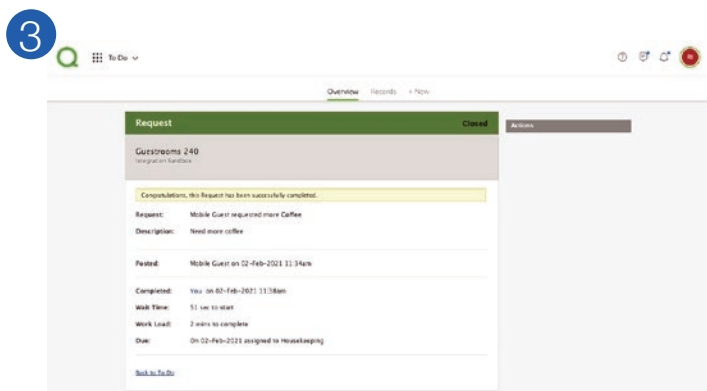 3
To Do
Overview Records + New
Request Closed
Actions
Guestrooms 240
Integration Sandbox
Congratulations, this Request has been successfully completed.
Request: Mobile Guest requested more Coffee
Description: Need more coffee
Posted: Mobile Guest on 02-Feb-2021 11:34am
Completed: You on 02-Feb-2021 11:38am
Wait Time: 51 sec to start
Work Load: 2 mins to complete
Due: On 02-Feb-2021 assigned to Housekeeping
Back to To Do